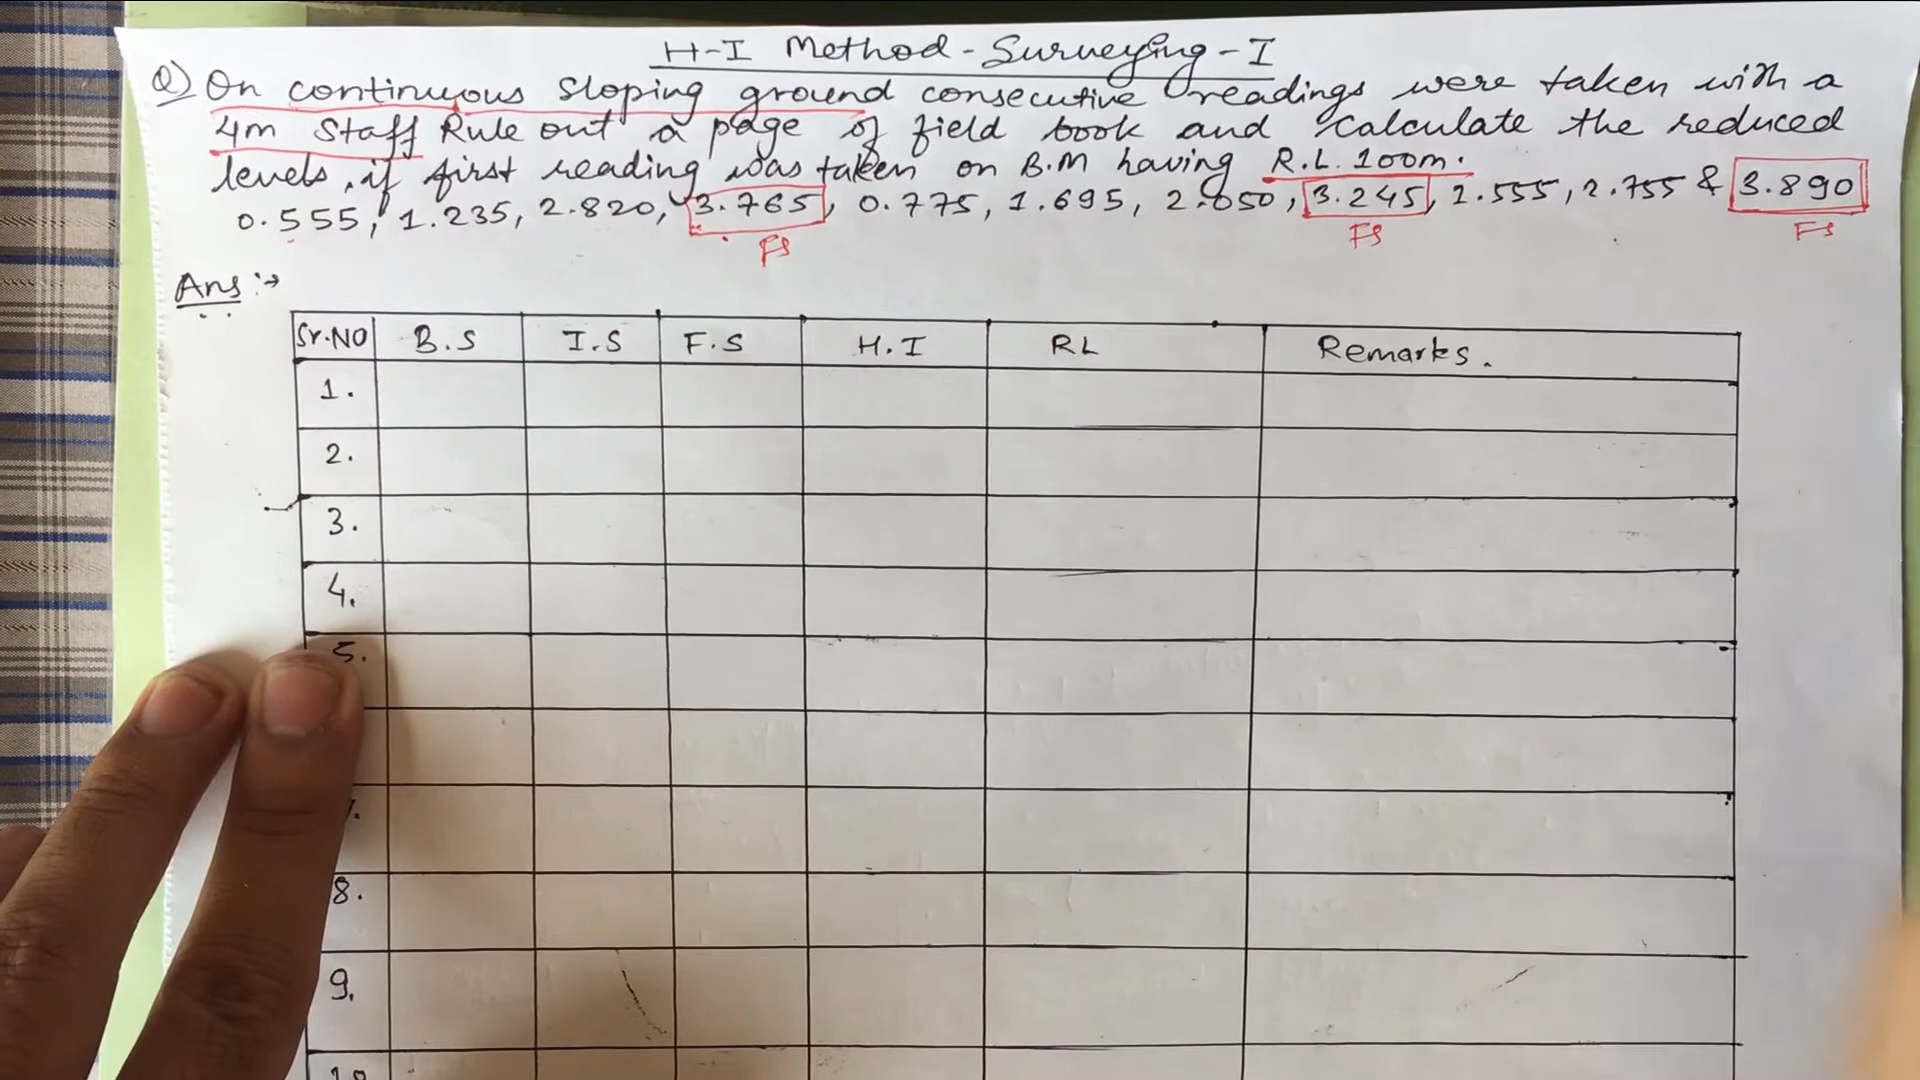 H-I Method - Surveying - I
Q) On continuous sloping ground consecutive readings were taken with a
4m Staff Rule out a page of field book and calculate the reduced
levels, if first reading was taken on B.M having R.L. 100m.
0.555, 1.235, 2.820, 3.765, 0.775, 1.695, 2.050, 3.245, 1.555, 2.755 & 3.890
FS FS FS
Ans :→
Sr.NO B.S I.S F.S H.I RL Remarks.
1.
2.
3.
4.
5.
8.
9.
10